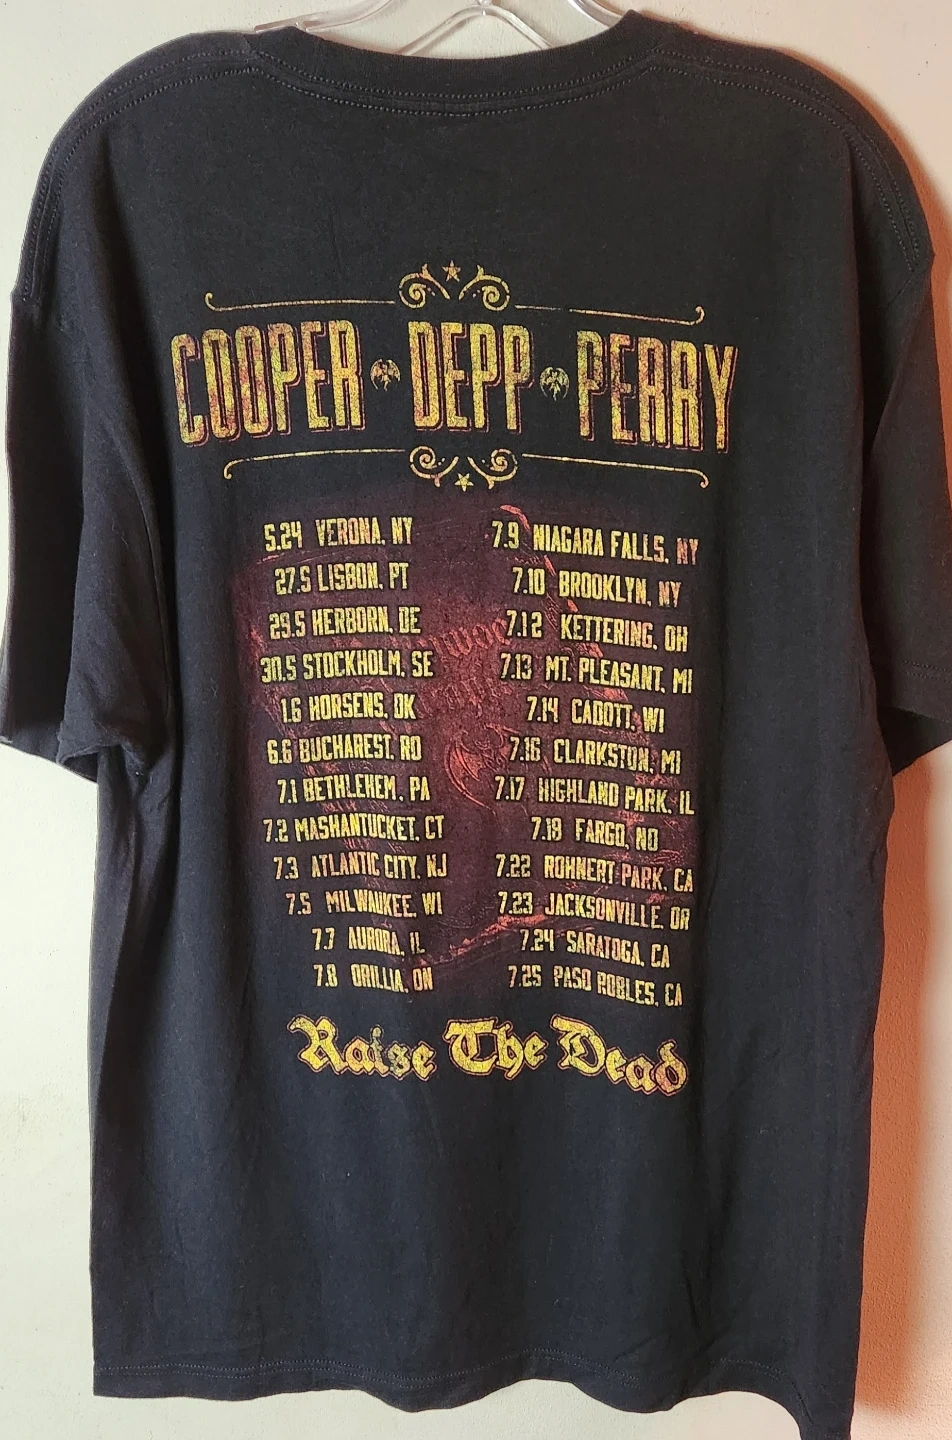 COOPER DEPP PERRY
5.24 VERONA, NY
27.5 LISBON, PT
29.5 HERBORN, DE
30.5 STOCKHOLM, SE
1.6 HORSENS, DK
6.6 BUCHAREST, RO
7.1 BETHLEHEM, PA
7.2 MASHANTUCKET, CT
7.3 ATLANTIC CITY, NJ
7.5 MILWAUKEE, WI
7.7 AURORA, IL
7.8 ORILLIA, ON
7.9 NIAGARA FALLS, NY
7.10 BROOKLYN, NY
7.12 KETTERING, OH
7.13 MT. PLEASANT, MI
7.14 CADOTT, WI
7.16 CLARKSTON, MI
7.17 HIGHLAND PARK, IL
7.19 FARGO, ND
7.22 ROHNERT PARK, CA
7.23 JACKSONVILLE, OR
7.24 SARATOGA, CA
7.25 PASO ROBLES, CA
Raise The Dead